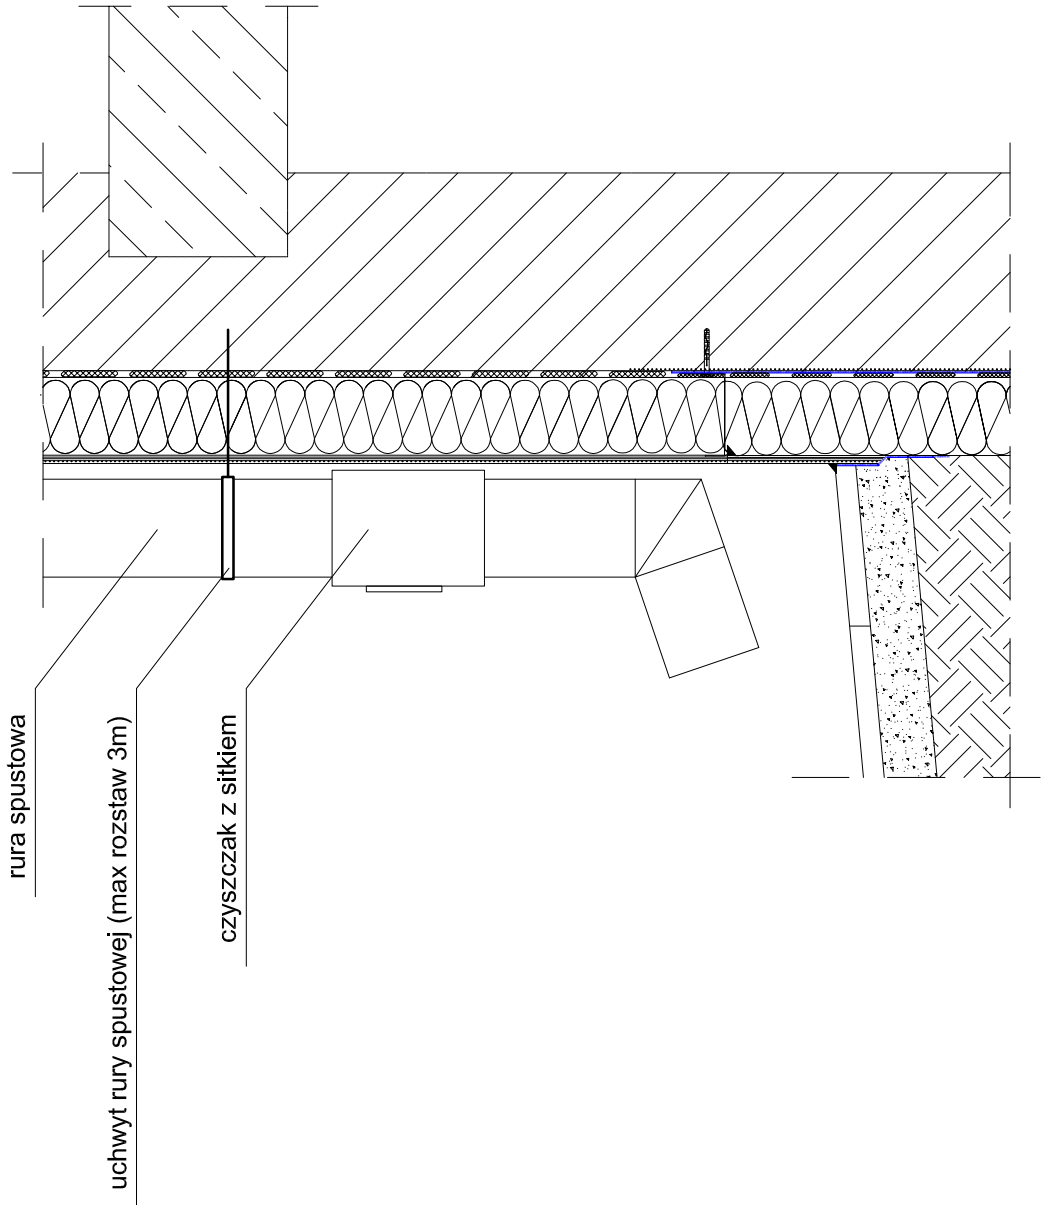 rura spustowa
uchwyt rury spustowej (max rozstaw 3m)
czyszczak z sitkiem